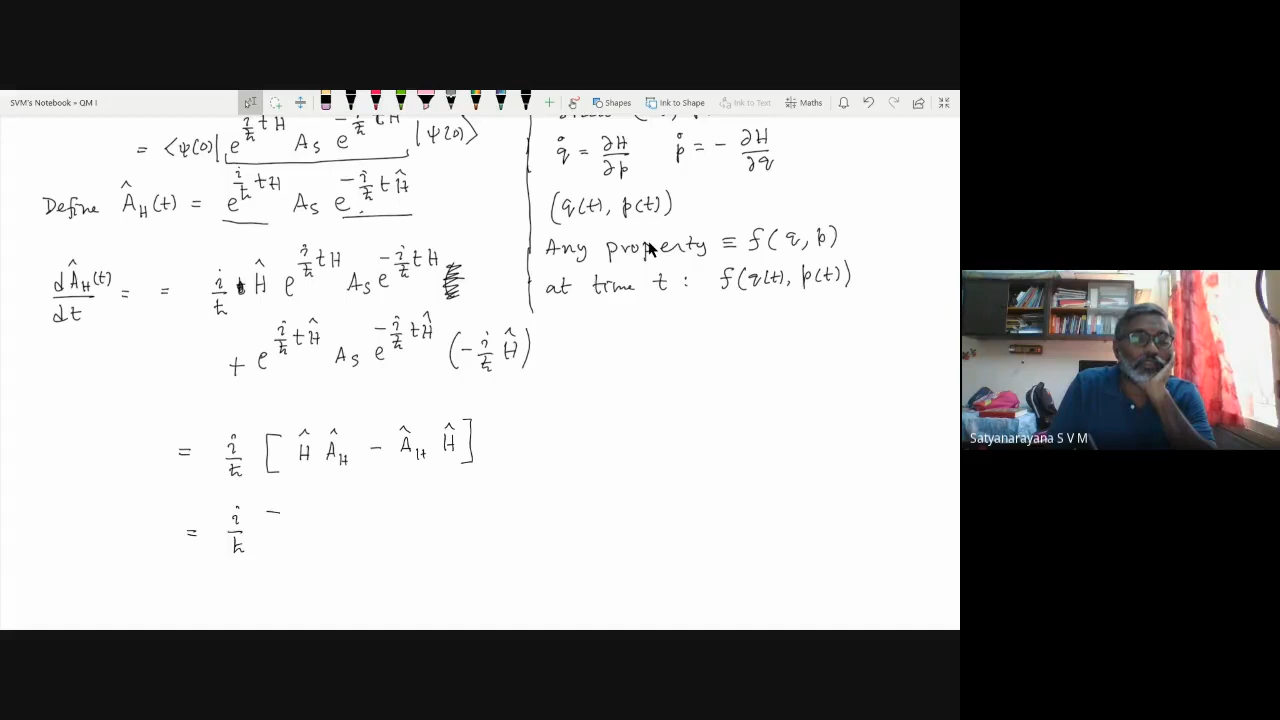 SVM's Notebook » QM I
Shapes Ink to Shape Ink to Text Maths
= ⟨ψ(0)| e^{i/ħ tH} A_S e^{-i/ħ tH} |ψ(0)⟩
Define Â_H(t) = e^{i/ħ tH} A_S e^{-i/ħ tĤ}
dÂ_H(t)/dt = = i/ħ Ĥ e^{i/ħ tH} A_S e^{-i/ħ tH}
+ e^{i/ħ tĤ} A_S e^{-i/ħ tĤ} (-i/ħ Ĥ)
= i/ħ [ Ĥ Â_H - Â_H Ĥ ]
= i/ħ
q̇ = ∂H/∂p ṗ = - ∂H/∂q
(q(t), p(t))
Any property ≡ f(q, p)
at time t : f(q(t), p(t))
Satyanarayana S V M